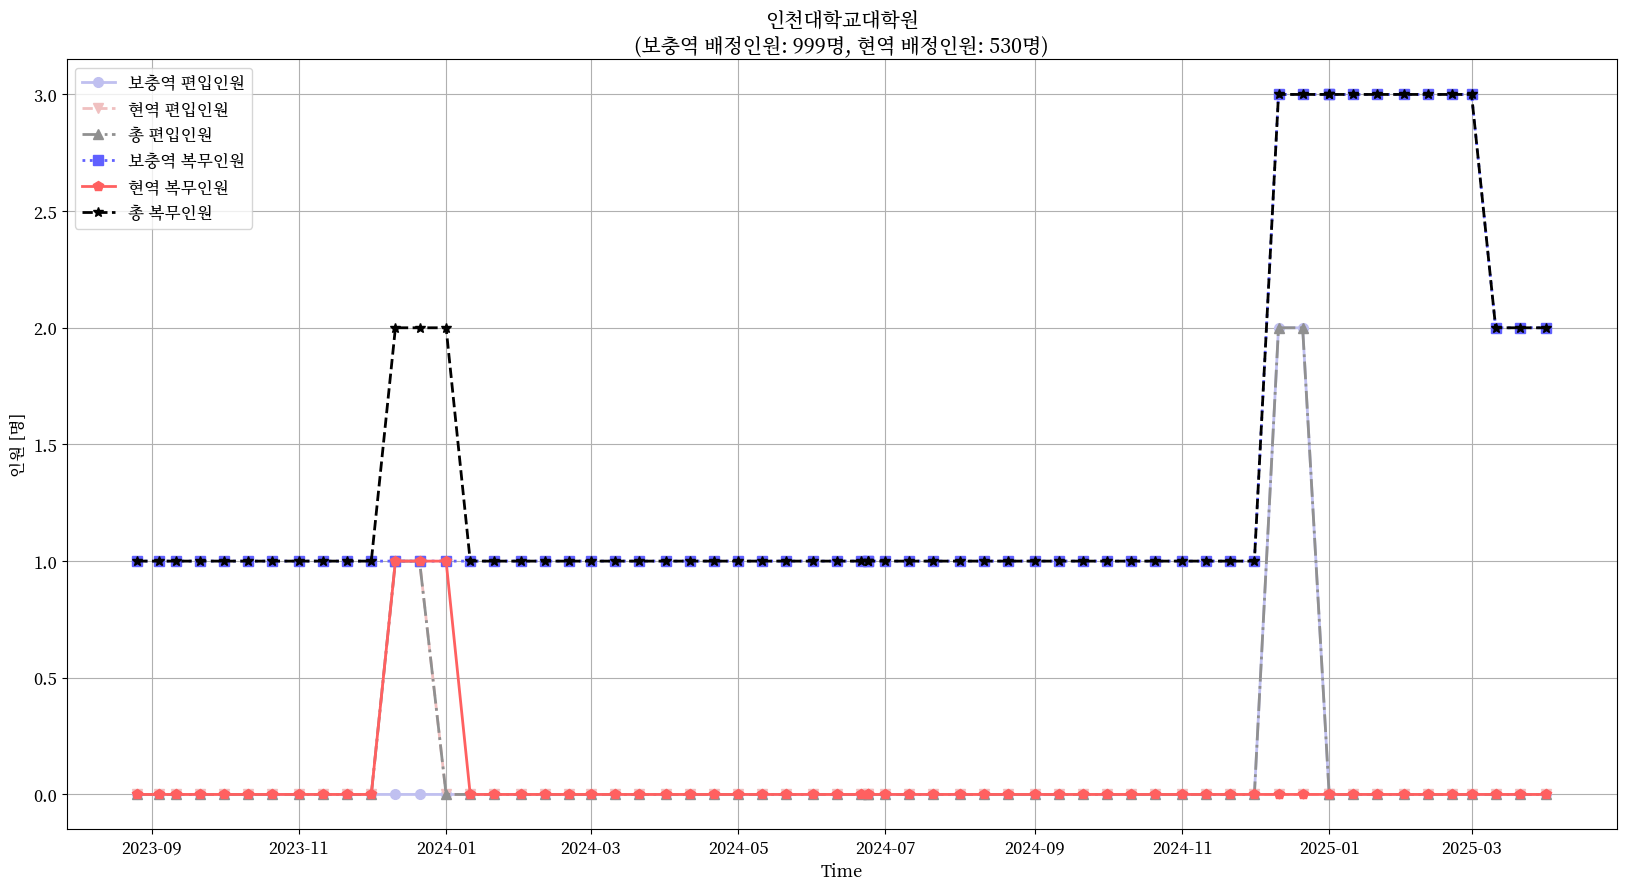 인천대학교대학원
(보충역 배정인원: 999명, 현역 배정인원: 530명)
보충역 편입인원
현역 편입인원
총 편입인원
보충역 복무인원
현역 복무인원
총 복무인원
인원 [명]
3.0
2.5
2.0
1.5
1.0
0.5
0.0
2023-09 2023-11 2024-01 2024-03 2024-05 2024-07 2024-09 2024-11 2025-01 2025-03
Time